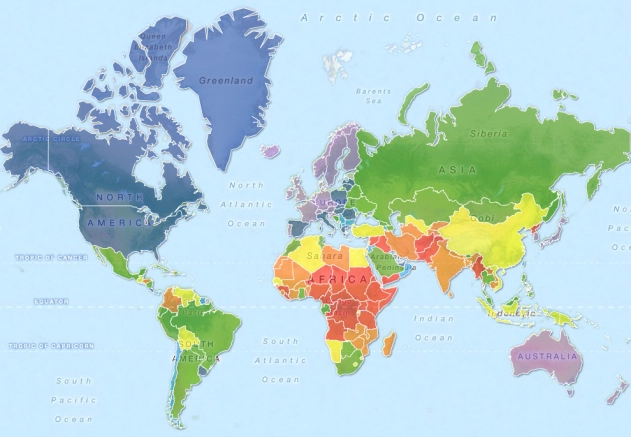 Arctic Ocean
Queen
Elizabeth
Islands
Greenland
Barents
Sea
ARCTIC CIRCLE
Siberia
ASIA
NORTH
AMERICA
North
Atlantic
Ocean
Gobi
TROPIC OF CANCER
Sahara
Arabian
Peninsula
AFRICA
EQUATOR
Indian
Ocean
TROPIC OF CAPRICORN
SOUTH
AMERICA
South
Atlantic
Ocean
AUSTRALIA
South
Pacific
Ocean